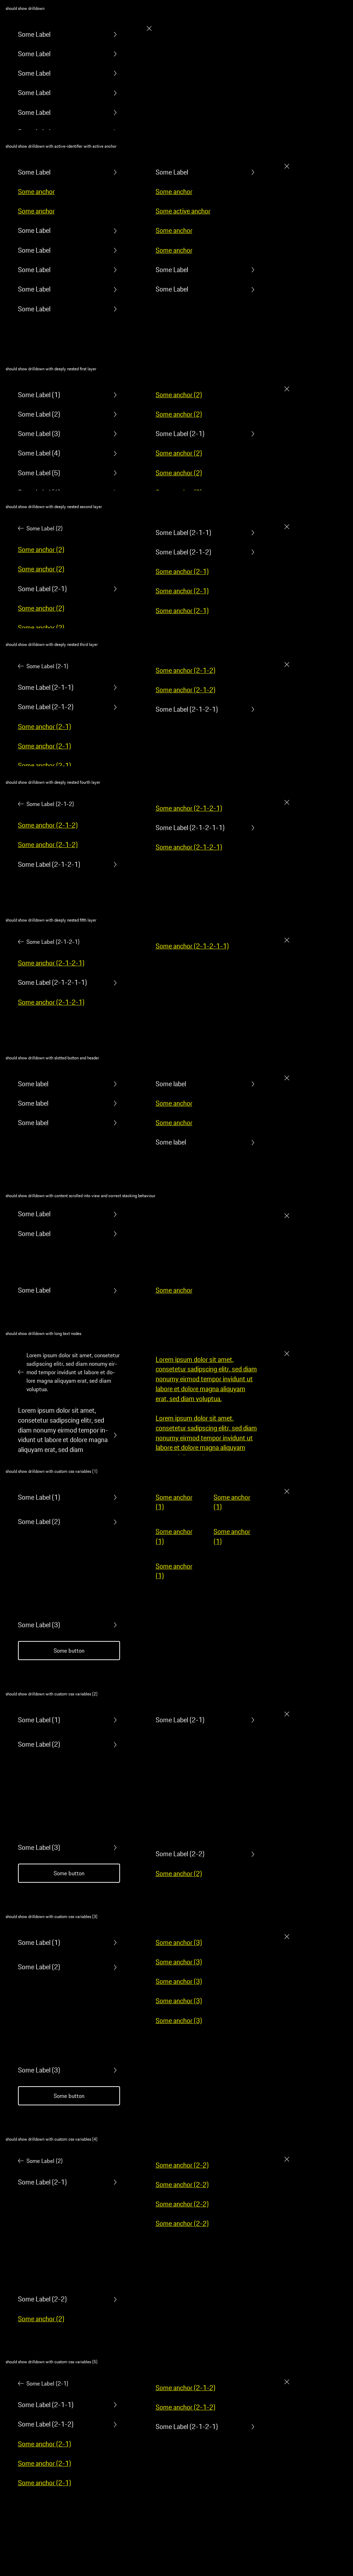 should show drilldown
Some Label
Some Label
Some Label
Some Label
Some Label
should show drilldown with active-identifier with active anchor
Some Label
Some anchor
Some anchor
Some Label
Some Label
Some Label
Some Label
Some Label
Some Label
Some anchor
Some active anchor
Some anchor
Some anchor
Some Label
Some Label
should show drilldown with deeply nested first layer
Some Label (1)
Some Label (2)
Some Label (3)
Some Label (4)
Some Label (5)
Some anchor (2)
Some anchor (2)
Some Label (2-1)
Some anchor (2)
Some anchor (2)
should show drilldown with deeply nested second layer
Some Label (2)
Some anchor (2)
Some anchor (2)
Some Label (2-1)
Some anchor (2)
Some anchor (2)
Some Label (2-1-1)
Some Label (2-1-2)
Some anchor (2-1)
Some anchor (2-1)
Some anchor (2-1)
should show drilldown with deeply nested third layer
Some Label (2-1)
Some Label (2-1-1)
Some Label (2-1-2)
Some anchor (2-1)
Some anchor (2-1)
Some anchor (2-1)
Some anchor (2-1-2)
Some anchor (2-1-2)
Some Label (2-1-2-1)
should show drilldown with deeply nested fourth layer
Some Label (2-1-2)
Some anchor (2-1-2)
Some anchor (2-1-2)
Some Label (2-1-2-1)
Some anchor (2-1-2-1)
Some Label (2-1-2-1-1)
Some anchor (2-1-2-1)
should show drilldown with deeply nested fifth layer
Some Label (2-1-2-1)
Some anchor (2-1-2-1)
Some Label (2-1-2-1-1)
Some anchor (2-1-2-1)
Some anchor (2-1-2-1-1)
should show drilldown with slotted button and header
Some label
Some label
Some label
Some label
Some anchor
Some anchor
Some label
should show drilldown with content scrolled into view and correct stacking behaviour
Some Label
Some Label
Some Label
Some anchor
should show drilldown with long text nodes
Lorem ipsum dolor sit amet, consetetur
sadipscing elitr, sed diam nonumy eir-
mod tempor invidunt ut labore et do-
lore magna aliquyam erat, sed diam
voluptua.
Lorem ipsum dolor sit amet,
consetetur sadipscing elitr, sed
diam nonumy eirmod tempor in-
vidunt ut labore et dolore magna
aliquyam erat, sed diam
Lorem ipsum dolor sit amet,
consetetur sadipscing elitr, sed diam
nonumy eirmod tempor invidunt ut
labore et dolore magna aliquyam
erat, sed diam voluptua.
Lorem ipsum dolor sit amet,
consetetur sadipscing elitr, sed diam
nonumy eirmod tempor invidunt ut
labore et dolore magna aliquyam
should show drilldown with custom css variables (1)
Some Label (1)
Some Label (2)
Some Label (3)
Some button
Some anchor
(1)
Some anchor
(1)
Some anchor
(1)
Some anchor
(1)
Some anchor
(1)
should show drilldown with custom css variables (2)
Some Label (1)
Some Label (2)
Some Label (3)
Some button
Some Label (2-1)
Some Label (2-2)
Some anchor (2)
should show drilldown with custom css variables (3)
Some Label (1)
Some Label (2)
Some Label (3)
Some button
Some anchor (3)
Some anchor (3)
Some anchor (3)
Some anchor (3)
Some anchor (3)
should show drilldown with custom css variables (4)
Some Label (2)
Some Label (2-1)
Some Label (2-2)
Some anchor (2)
Some anchor (2-2)
Some anchor (2-2)
Some anchor (2-2)
Some anchor (2-2)
should show drilldown with custom css variables (5)
Some Label (2-1)
Some Label (2-1-1)
Some Label (2-1-2)
Some anchor (2-1)
Some anchor (2-1)
Some anchor (2-1)
Some anchor (2-1-2)
Some anchor (2-1-2)
Some Label (2-1-2-1)